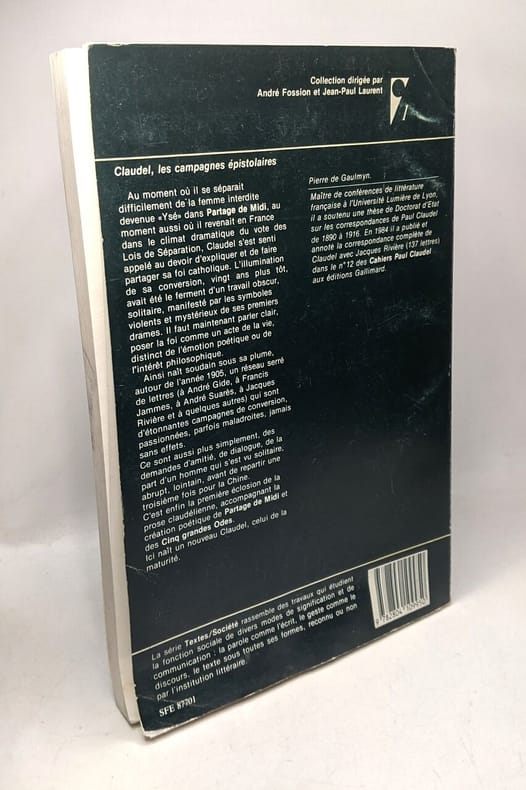 Collection dirigée par
André Fossion et Jean-Paul Laurent
Claudel, les campagnes épistolaires
Au moment où il se séparait
difficilement de la femme interdite
devenue «Ysé» dans Partage de Midi, au
moment aussi où il revenait en France
dans le climat dramatique du vote des
Lois de Séparation, Claudel s'est senti
appelé au devoir d'expliquer et de faire
partager sa foi catholique. L'illumination
de sa conversion, vingt ans plus tôt,
avait été le ferment d'un travail obscur,
solitaire, manifesté par les symboles
violents et mystérieux de ses premiers
drames. Il faut maintenant parler clair,
poser la foi comme un acte de la vie,
distinct de l'émotion poétique ou de
l'intérêt philosophique.
Ainsi naît soudain sous sa plume,
autour de l'année 1905, un réseau serré
de lettres (à André Gide, à Francis
Jammes, à André Suarès, à Jacques
Rivière et à quelques autres) qui sont
d'étonnantes campagnes de conversion,
passionnées, parfois maladroites, jamais
sans effets.
Ce sont aussi plus simplement, des
demandes d'amitié, de dialogue, de la
part d'un homme qui s'est vu solitaire,
abrupt, lointain, avant de repartir une
troisième fois pour la Chine.
C'est enfin la première éclosion de la
prose claudélienne, accompagnant la
création poétique de Partage de Midi et
des Cinq grandes Odes.
Ici naît un nouveau Claudel, celui de la
maturité.
Pierre de Gaulmyn.
Maître de conférences de littérature
française à l'Université Lumière de Lyon,
il a soutenu une thèse de Doctorat d'Etat
sur les correspondances de Paul Claudel
de 1890 à 1916. En 1984 il a publié et
annoté la correspondance complète de
Claudel avec Jacques Rivière (137 lettres)
dans le n°12 des Cahiers Paul Claudel
aux éditions Gallimard.
La série Textes/Société rassemble des travaux qui étudient
la fonction sociale de divers modes de signification et de
communication : la parole comme l'écrit, le geste comme le
discours, le texte sous toutes ses formes, reconnu ou non
par l'institution littéraire.
SFE 87701